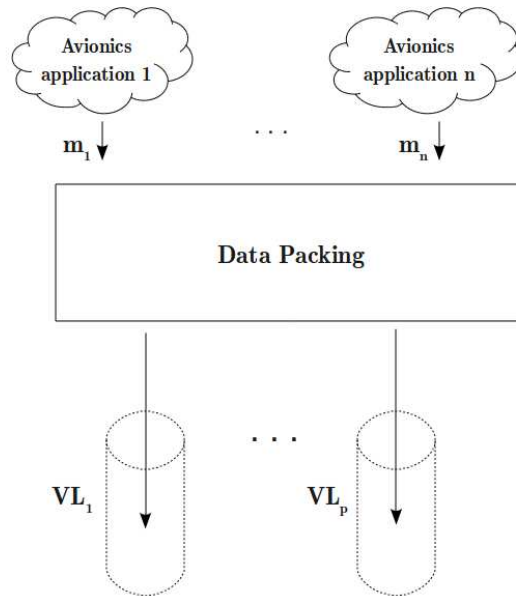 Avionics
application 1
Avionics
application n
m1
. . .
mn
Data Packing
. . .
VL1
VLp